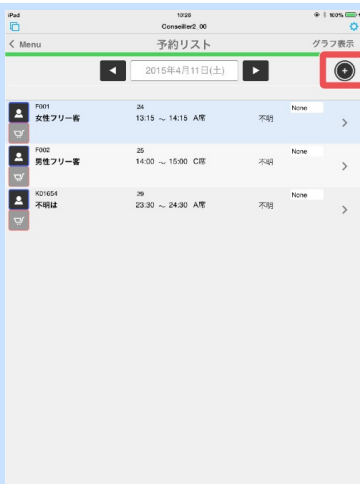 iPad 10:26 100%
Conseiller2_00
Menu 予約リスト グラフ表示
2015年4月11日(土)
F001 24 None
女性フリー客 13:15 ～ 14:15 A席 不明
F002 25 None
男性フリー客 14:00 ～ 15:00 C席 不明
K01654 29 None
不明は 23:30 ～ 24:30 A席 不明